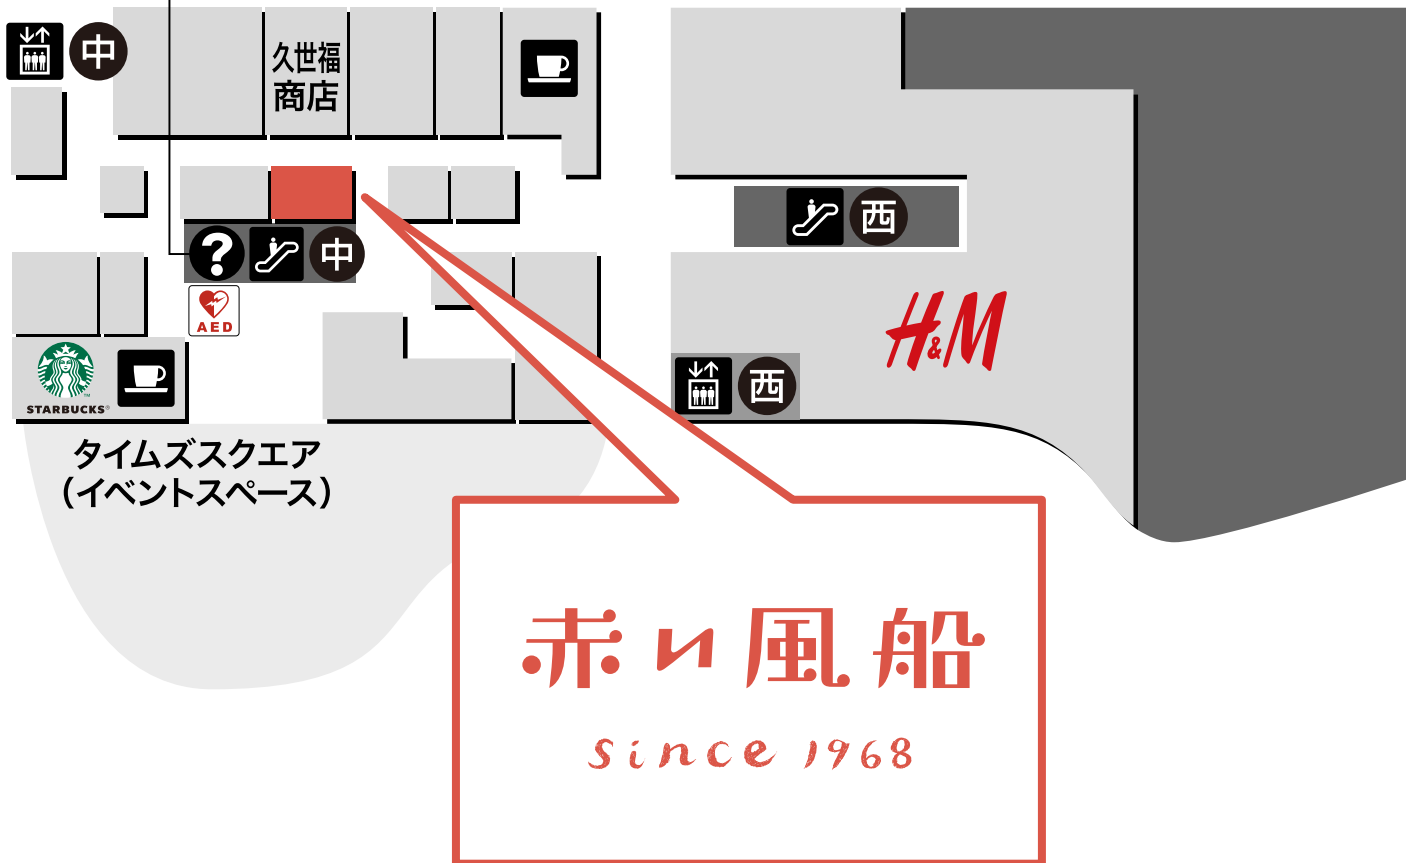 中
久世福
商店
西
?
中
AED
H&M
西
STARBUCKS®
TM
タイムズスクエア
（イベントスペース）
赤い風船
since 1968